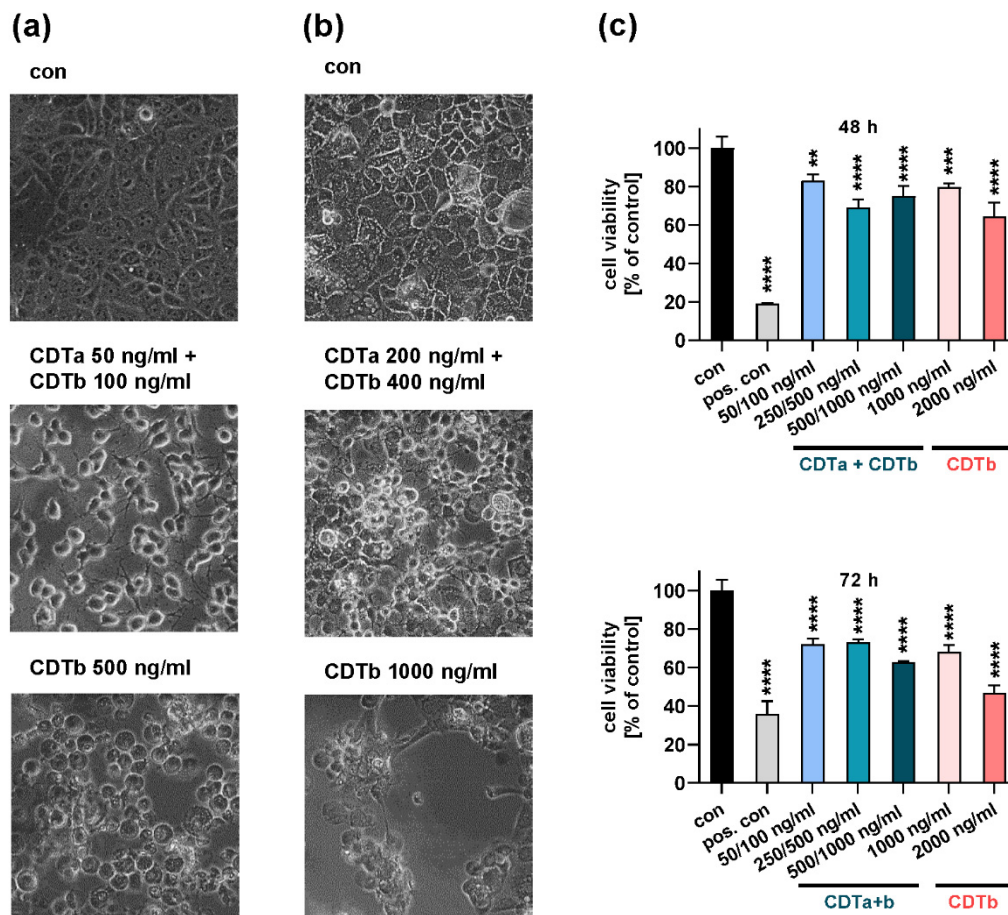 (a)
con
CDTa 50 ng/ml +
CDTb 100 ng/ml
CDTb 500 ng/ml
(b)
con
CDTa 200 ng/ml +
CDTb 400 ng/ml
CDTb 1000 ng/ml
(c)
48 h
cell viability
[% of control]
100
80
60
40
20
0
****
**
****
****
***
****
con
pos. con
50/100 ng/ml
250/500 ng/ml
500/1000 ng/ml
1000 ng/ml
2000 ng/ml
CDTa + CDTb
CDTb
72 h
cell viability
[% of control]
100
80
60
40
20
0
****
****
****
****
****
****
con
pos. con
50/100 ng/ml
250/500 ng/ml
500/1000 ng/ml
1000 ng/ml
2000 ng/ml
CDTa+b
CDTb